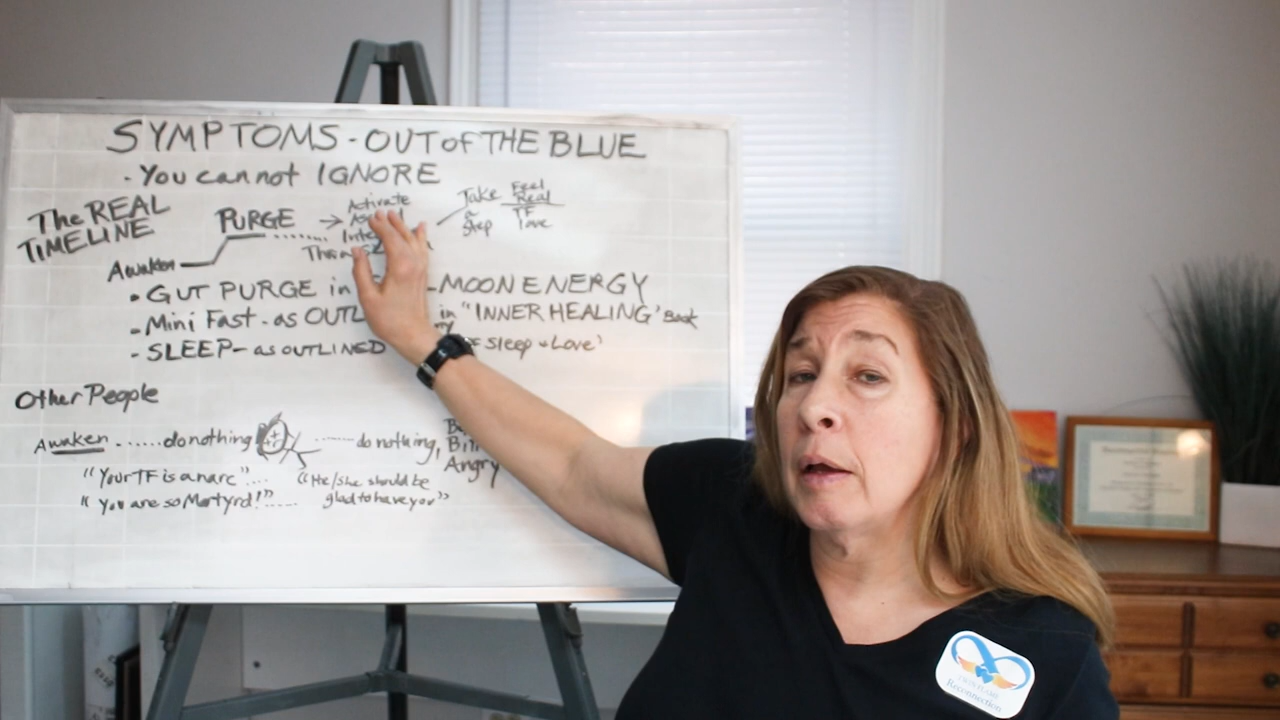 SYMPTOMS - OUT of THE BLUE
- You cannot IGNORE
The REAL TIMELINE
Awaken
PURGE
→ Activate
Take a step
Feel Real
TF love
• GUT PURGE in MOON ENERGY
- Mini Fast - as OUTL in "INNER HEALING' Book
- SLEEP - as OUTLINED Sleep + Love'
Other People
Awaken ...... do nothing ...... do nothing,
Angry
"Your TF is a narc".... "He/she should be
" You are so Martyrd!"..... glad to have you"
TWIN FLAME
Reconnection